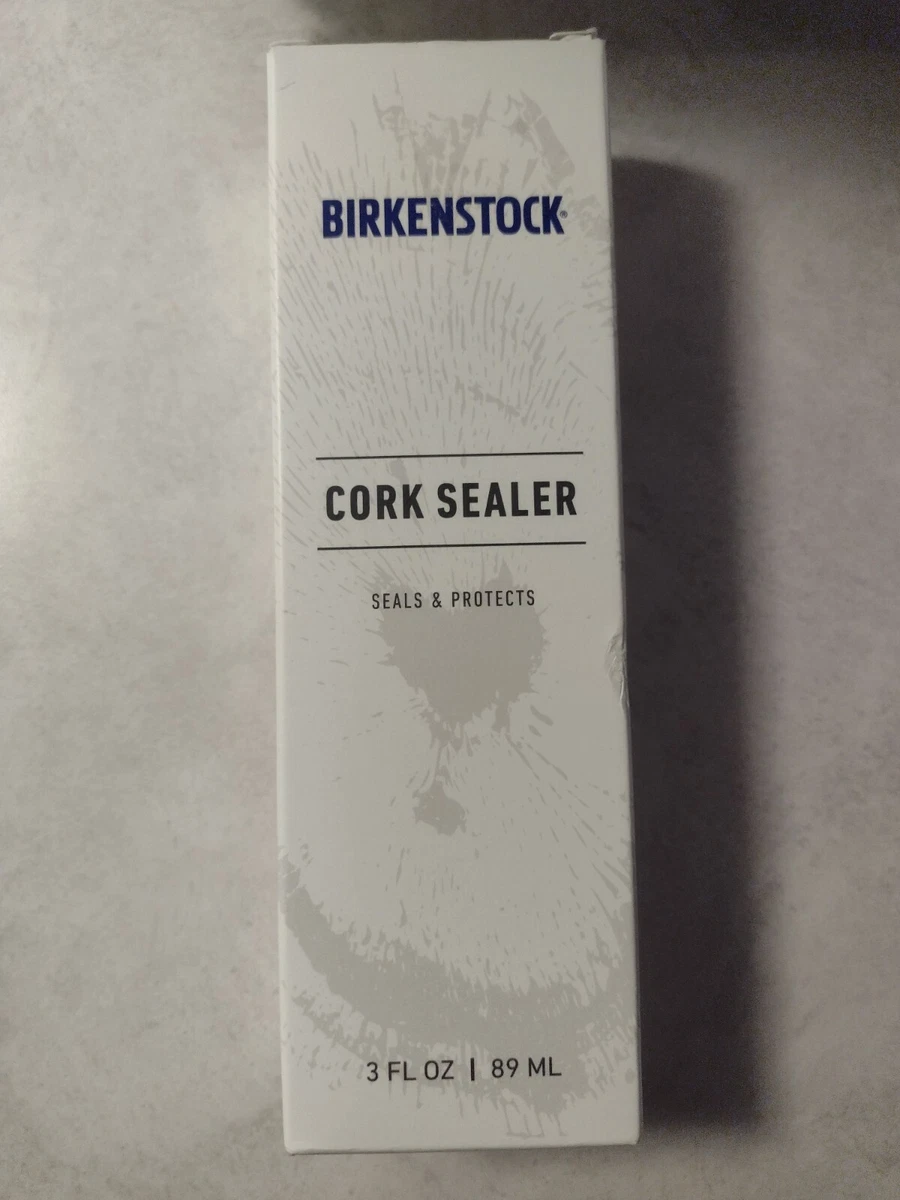 BIRKENSTOCK®
CORK SEALER
SEALS & PROTECTS
3 FL OZ | 89 ML